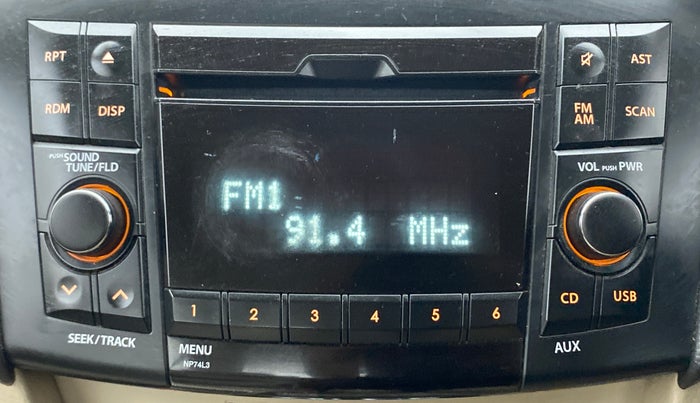 RPT
AST
RDM
DISP
FM
AM
SCAN
PUSH SOUND
TUNE/FLD
VOL PUSH PWR
FM1
91.4 MHz
CD
USB
1 2 3 4 5 6
SEEK/TRACK
MENU
AUX
NP74L3